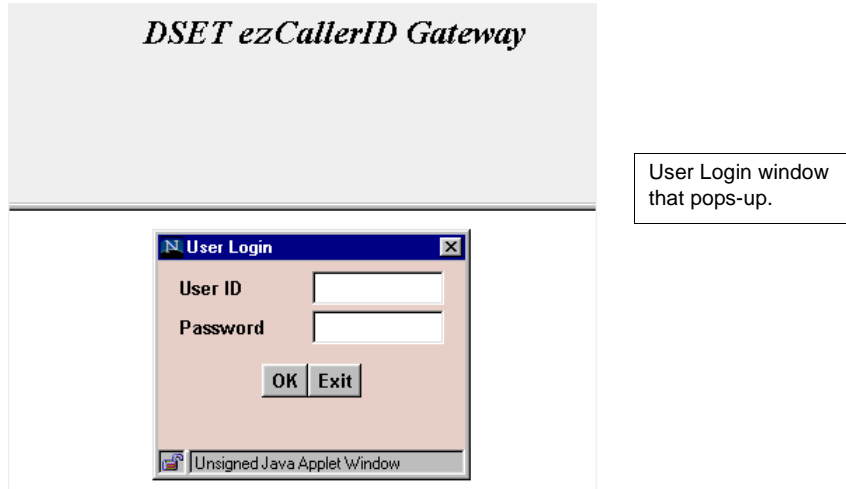 DSET ezCallerID Gateway
User Login window
that pops-up.
User Login
User ID
Password
OK Exit
Unsigned Java Applet Window